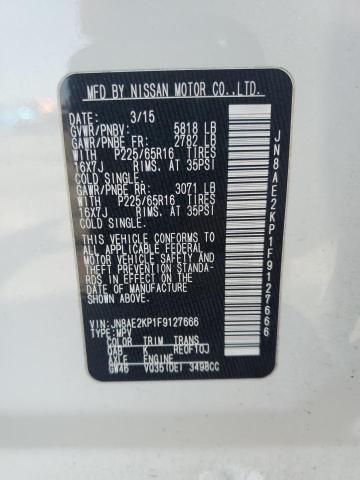 MFD BY NISSAN MOTOR CO.,LTD.
DATE: 3/15
GVWR/PNBV: 5818 LB
GAWR/PNBE FR: 2782 LB
WITH P225/65R16 TIRES
16X7J RIMS. AT 35PSI
COLD SINGLE.
GAWR/PNBE RR: 3071 LB
WITH P225/65R16 TIRES
16X7J RIMS. AT 35PSI
COLD SINGLE.
THIS VEHICLE CONFORMS TO
ALL APPLICABLE FEDERAL
MOTOR VEHICLE SAFETY
AND THEFT PREVENTION STANDA-
RDS IN EFFECT ON THE DATE OF
MANUFACTURE SHOWN ABOVE.
VIN:JN8AE2KP1F9127666
TYPE:MPV
COLOR TRIM TRANS
QAB K RE0F10J
AXLE ENGINE
GW46 VQ35(DE) 3498CC
JN8AE2KP1F9127666